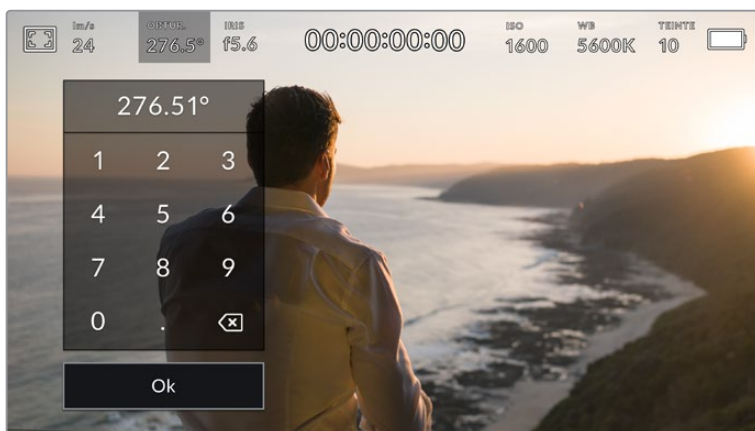 Im/s
24
OBTUR.
276.5°
IRIS
f5.6
00:00:00:00
ISO
1600
WB
5600K
TEINTE
10
276.51°
1 2 3
4 5 6
7 8 9
0 .
Ok